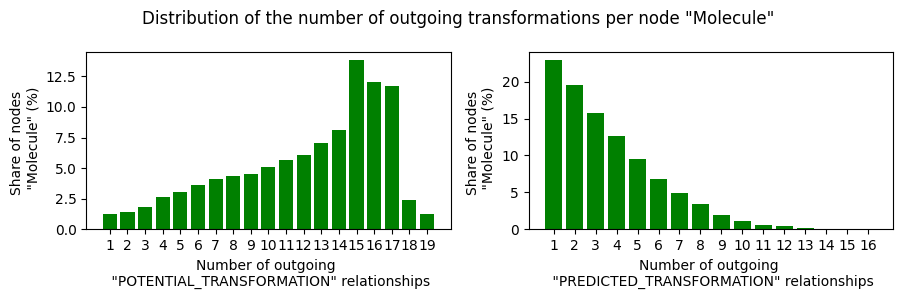 Distribution of the number of outgoing transformations per node "Molecule"
Share of nodes
"Molecule" (%)
12.5
10.0
7.5
5.0
2.5
0.0
1 2 3 4 5 6 7 8 9 10 11 12 13 14 15 16 17 18 19
Number of outgoing
"POTENTIAL_TRANSFORMATION" relationships
Share of nodes
"Molecule" (%)
20
15
10
5
0
1 2 3 4 5 6 7 8 9 10 11 12 13 14 15 16
Number of outgoing
"PREDICTED_TRANSFORMATION" relationships